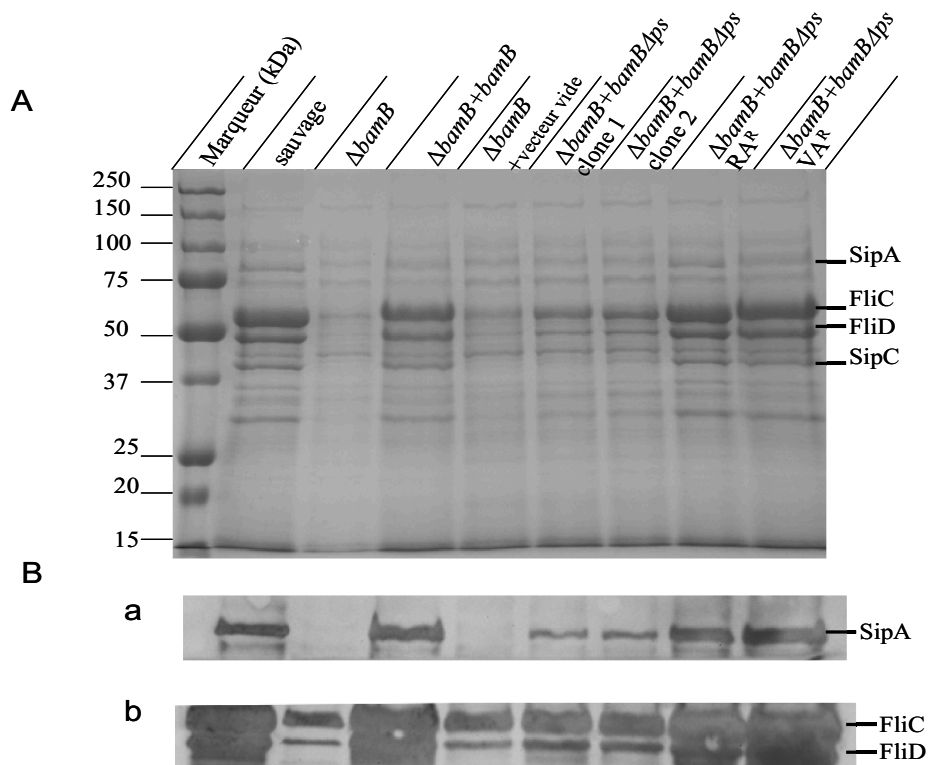 A
Marqueur (kDa)
sauvage
ΔbamB
ΔbamB+bamB
ΔbamB
+vecteur vide
ΔbamB+bamBΔps
clone 1
ΔbamB+bamBΔps
clone 2
ΔbamB+bamBΔps
RAᴿ
ΔbamB+bamBΔps
VAᴿ
250
150
100
75
50
37
25
20
15
SipA
FliC
FliD
SipC
B
a
SipA
b
FliC
FliD